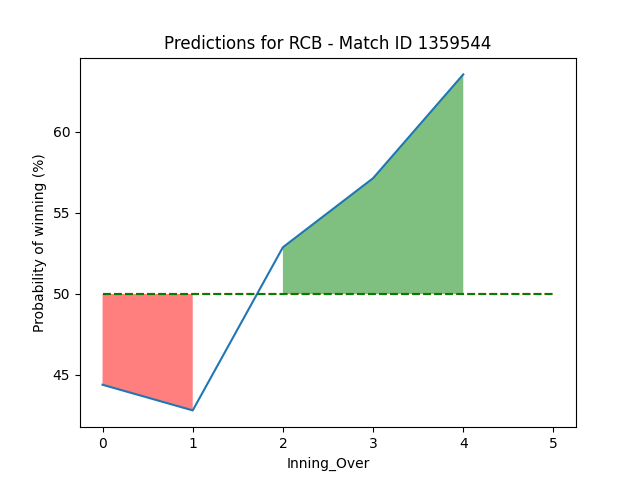 Predictions for RCB - Match ID 1359544
Probability of winning (%)
60
55
50
45
0 1 2 3 4 5
Inning_Over